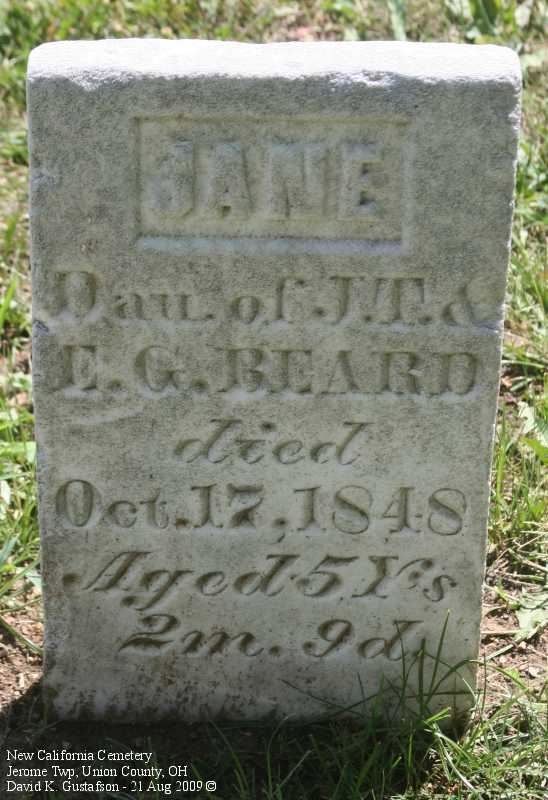 JANE
Dau. of J.T. &
E. G. BEARD
died
Oct. 17, 1848
Aged 5 Y'rs
2m. 9d.
New California Cemetery
Jerome Twp, Union County, OH
David K. Gustafson - 21 Aug 2009 ©